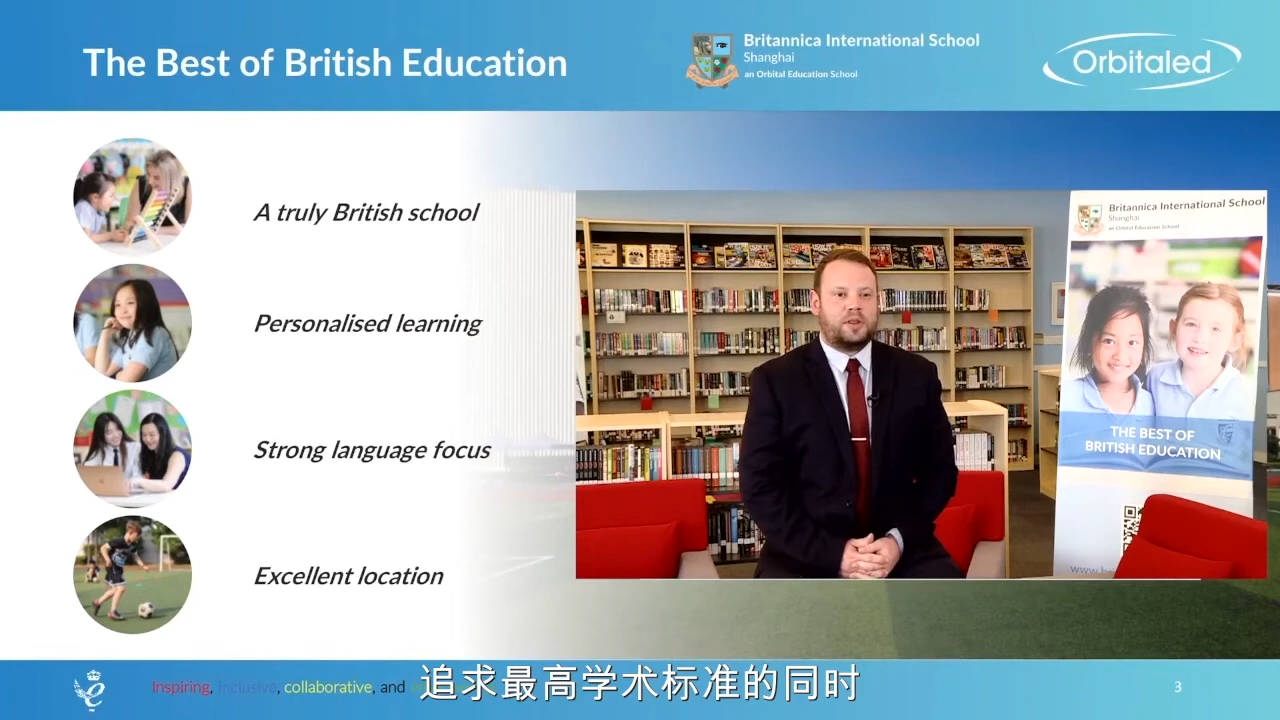 The Best of British Education
Britannica International School
Shanghai
an Orbital Education School
Orbitaled
A truly British school
Personalised learning
Strong language focus
Excellent location
Britannica International School
Shanghai
an Orbital Education School
THE BEST OF
BRITISH EDUCATION
Inspiring, inclusive, collaborative, and
追求最高学术标准的同时
3